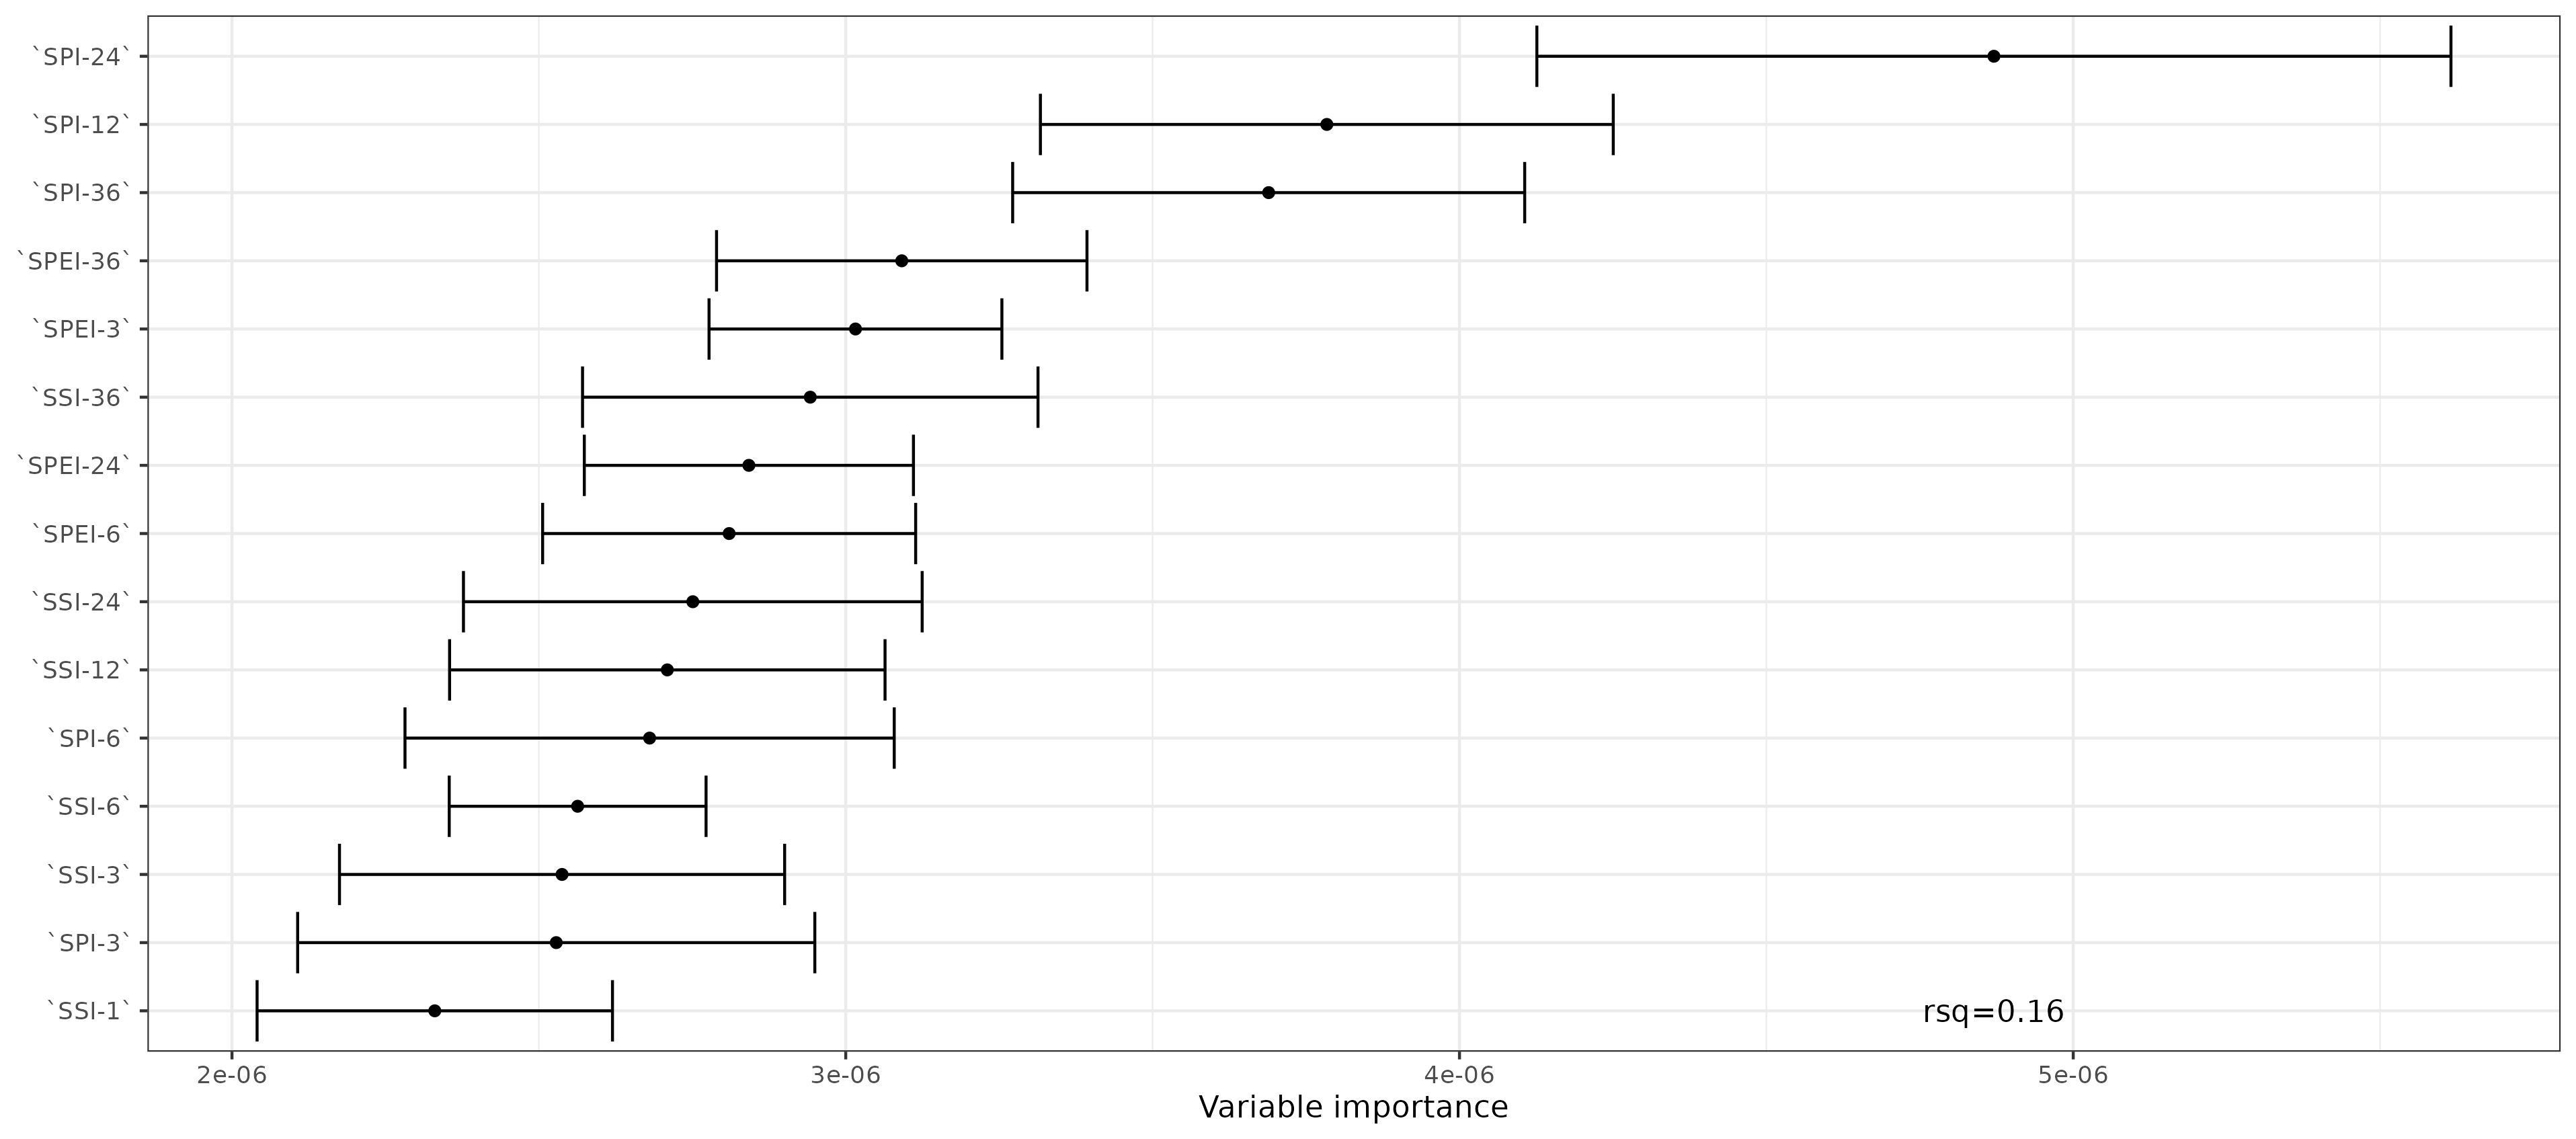 `SPI-24`
`SPI-12`
`SPI-36`
`SPEI-36`
`SPEI-3`
`SSI-36`
`SPEI-24`
`SPEI-6`
`SSI-24`
`SSI-12`
`SPI-6`
`SSI-6`
`SSI-3`
`SPI-3`
`SSI-1`
rsq=0.16
2e-06 3e-06 4e-06 5e-06
Variable importance